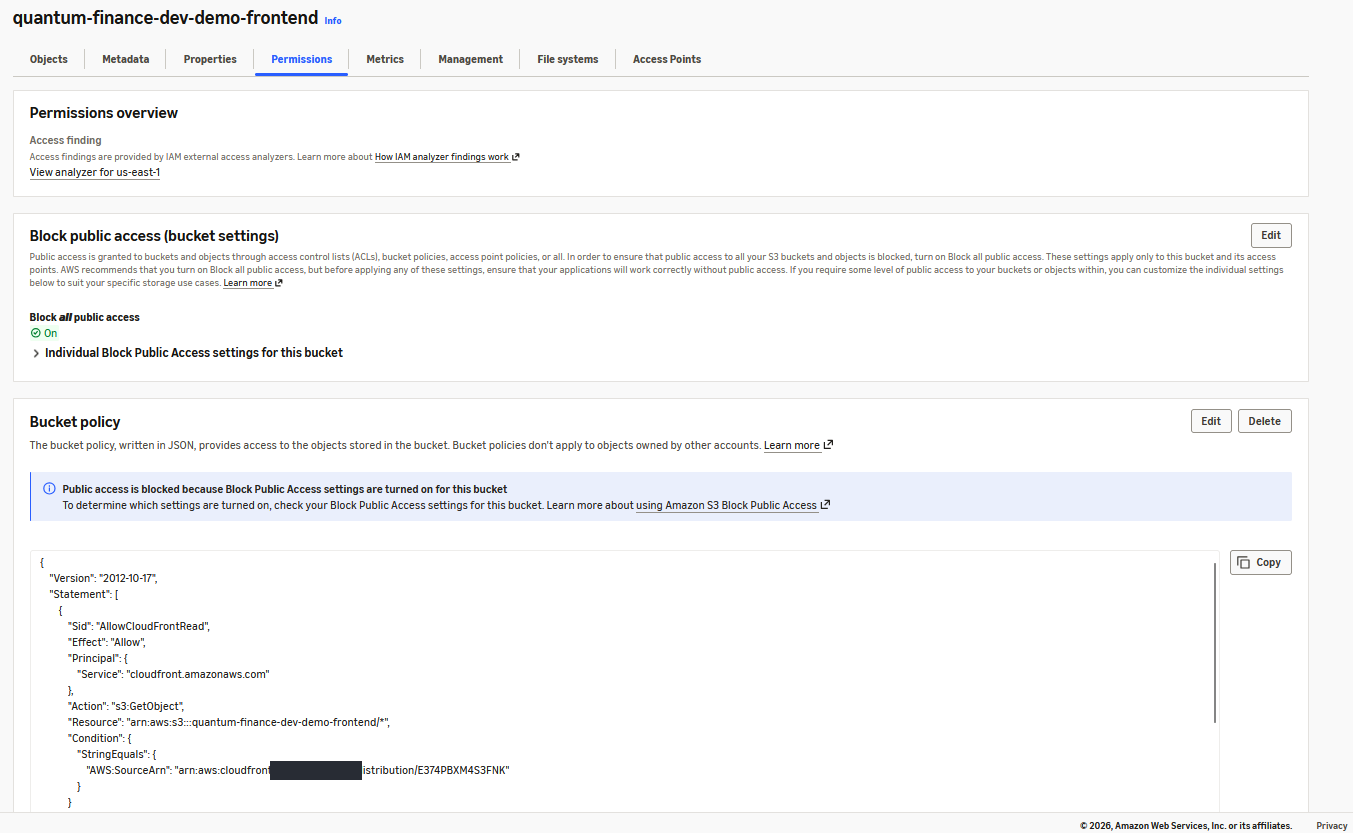 quantum-finance-dev-demo-frontend Info
Objects Metadata Properties Permissions Metrics Management File systems Access Points
Permissions overview
Access finding
Access findings are provided by IAM external access analyzers. Learn more about How IAM analyzer findings work
View analyzer for us-east-1
Block public access (bucket settings)
Edit
Public access is granted to buckets and objects through access control lists (ACLs), bucket policies, access point policies, or all. In order to ensure that public access to all your S3 buckets and objects is blocked, turn on Block all public access. These settings apply only to this bucket and its access
points. AWS recommends that you turn on Block all public access, but before applying any of these settings, ensure that your applications will work correctly without public access. If you require some level of public access to your buckets or objects within, you can customize the individual settings
below to suit your specific storage use cases. Learn more
Block all public access
On
Individual Block Public Access settings for this bucket
Bucket policy
Edit Delete
The bucket policy, written in JSON, provides access to the objects stored in the bucket. Bucket policies don't apply to objects owned by other accounts. Learn more
Public access is blocked because Block Public Access settings are turned on for this bucket
To determine which settings are turned on, check your Block Public Access settings for this bucket. Learn more about using Amazon S3 Block Public Access
Copy
{
"Version": "2012-10-17",
"Statement": [
{
"Sid": "AllowCloudFrontRead",
"Effect": "Allow",
"Principal": {
"Service": "cloudfront.amazonaws.com"
},
"Action": "s3:GetObject",
"Resource": "arn:aws:s3:::quantum-finance-dev-demo-frontend/*",
"Condition": {
"StringEquals": {
"AWS:SourceArn": "arn:aws:cloudfront istribution/E374PBXM4S3FNK"
}
}
© 2026, Amazon Web Services, Inc. or its affiliates. Privacy